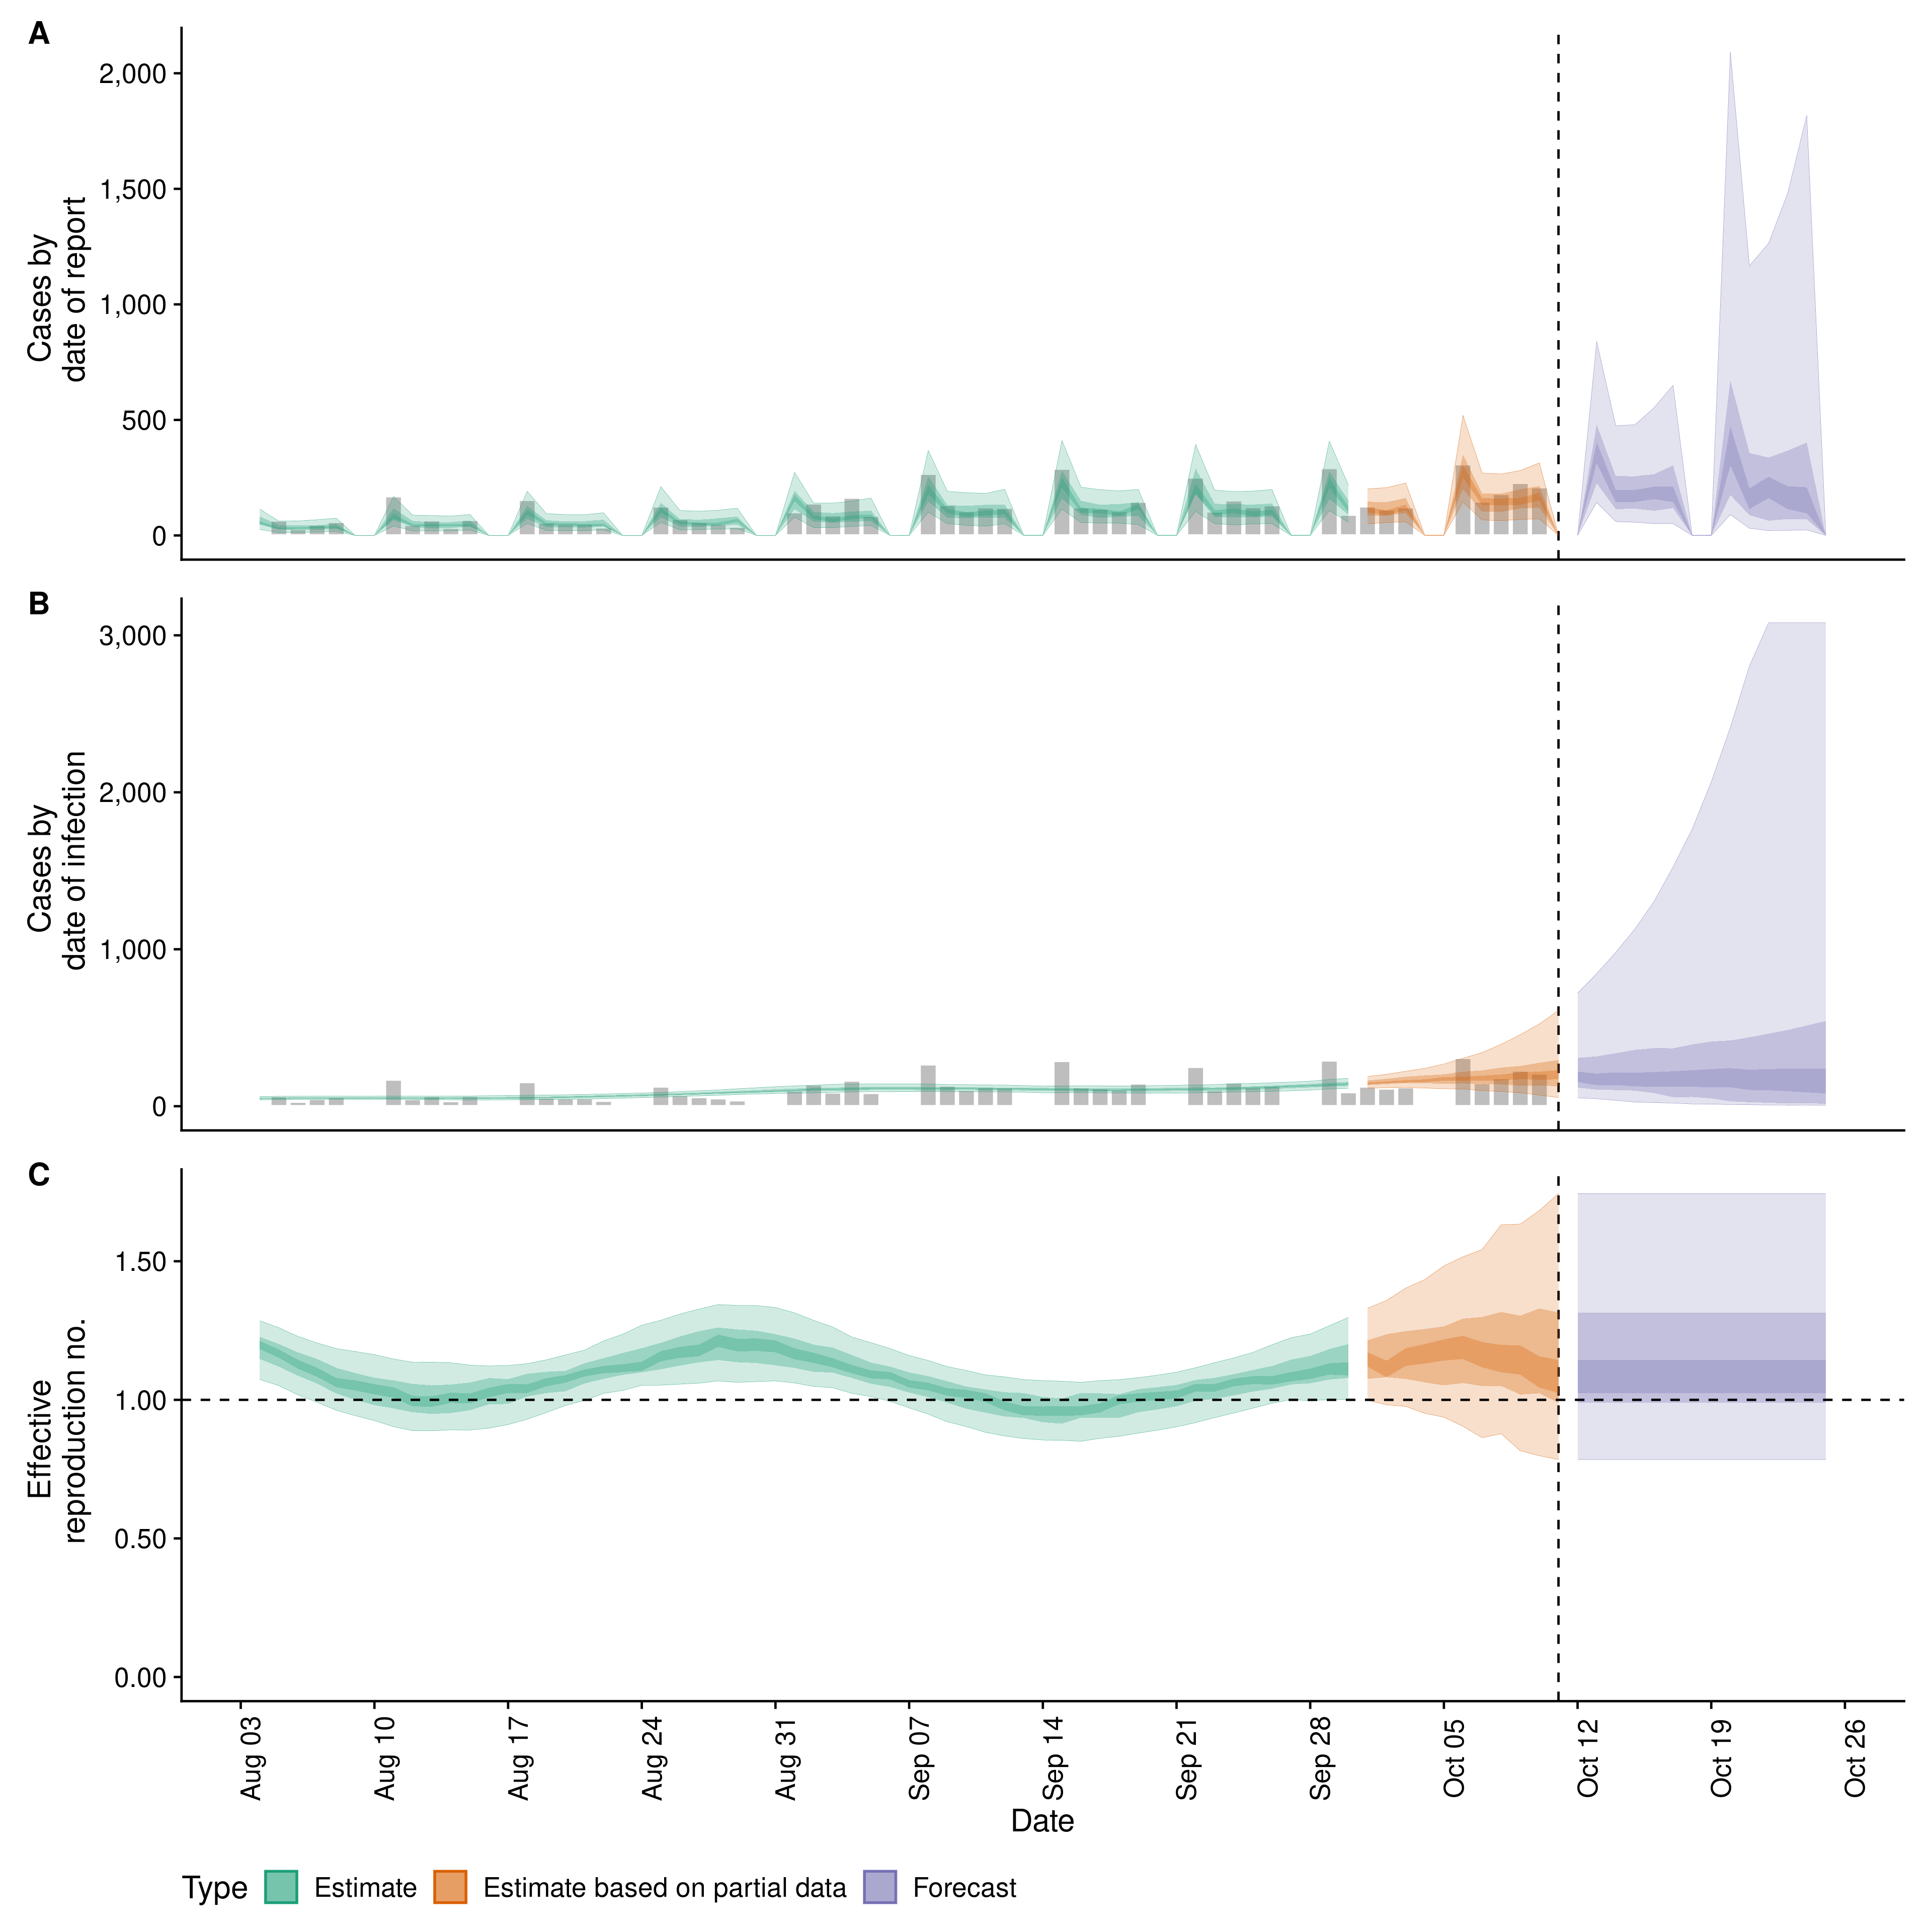 A
2,000
1,500
1,000
500
0
Cases by
date of report
B
3,000
2,000
1,000
0
Cases by
date of infection
C
1.50
1.00
0.50
0.00
Effective
reproduction no.
Aug 03
Aug 10
Aug 17
Aug 24
Aug 31
Sep 07
Sep 14
Sep 21
Sep 28
Oct 05
Oct 12
Oct 19
Oct 26
Date
Type Estimate Estimate based on partial data Forecast